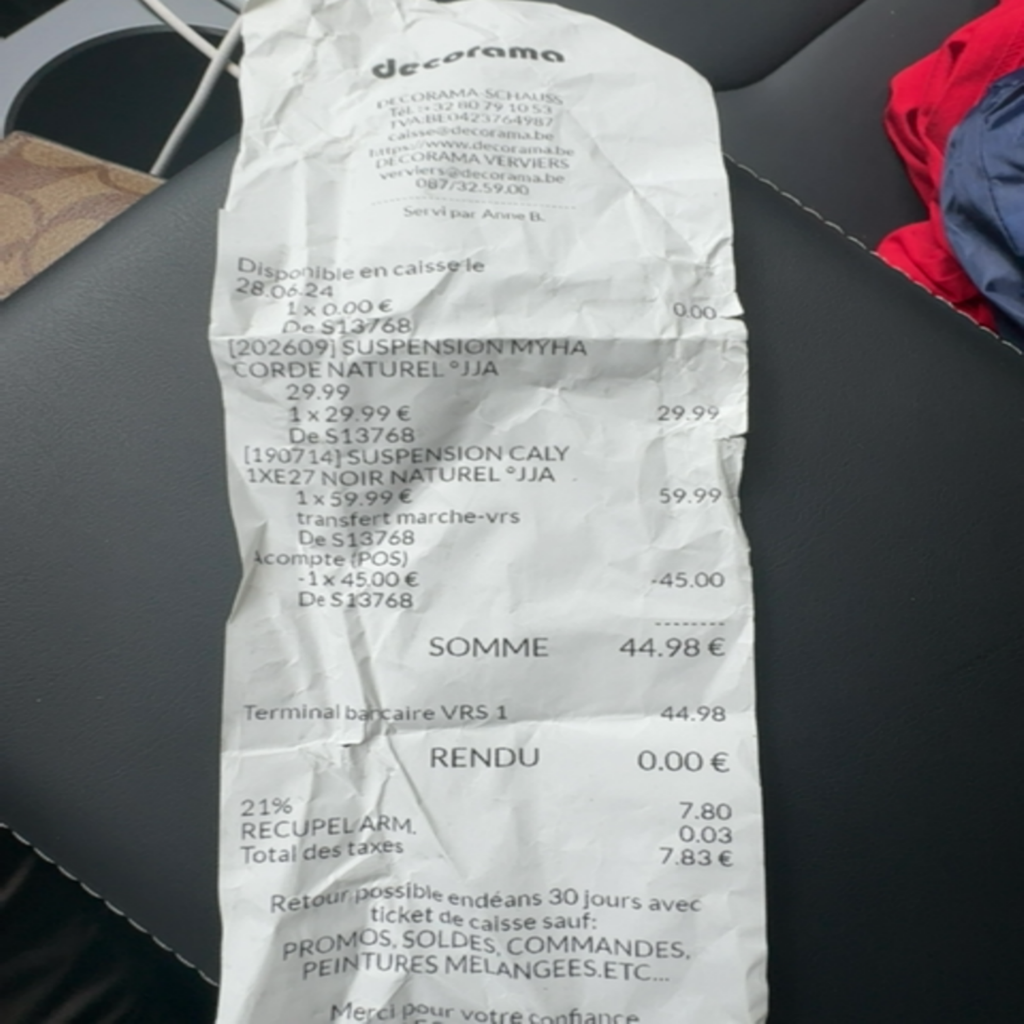 decorama
DECORAMA-SCHAUSS
Tél. : +32 80 79 10 53
TVA:BE0423764987
caisse@decorama.be
https://www.decorama.be
DECORAMA VERVIERS
verviers@decorama.be
087/32.59.00
--------------------------------
Servi par Anne B.
Disponible en caisse le
28.06.24
1 x 0.00 € 0.00
De S13768
[202609] SUSPENSION MYHA
CORDE NATUREL °JJA
29.99
1 x 29.99 € 29.99
De S13768
[190714] SUSPENSION CALY
1XE27 NOIR NATUREL °JJA
1 x 59.99 € 59.99
transfert marche-vrs
De S13768
Acompte (POS)
-1 x 45.00 € -45.00
De S13768
--------
SOMME 44.98 €
Terminal bancaire VRS 1 44.98
RENDU 0.00 €
21% 7.80
RECUPEL ARM. 0.03
Total des taxes 7.83 €
Retour possible endéans 30 jours avec
ticket de caisse sauf:
PROMOS, SOLDES, COMMANDES,
PEINTURES MELANGEES.ETC...
Merci pour votre confiance